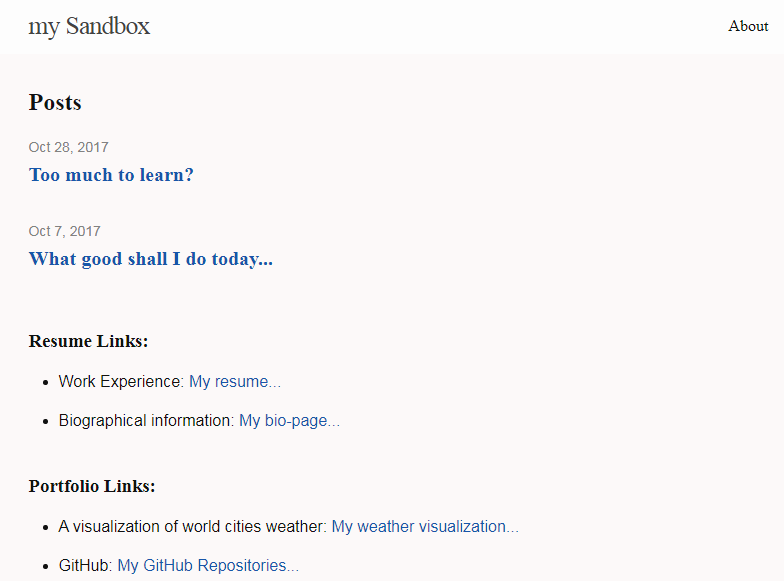 my Sandbox
About
Posts
Oct 28, 2017
Too much to learn?
Oct 7, 2017
What good shall I do today...
Resume Links:
Work Experience: My resume...
Biographical information: My bio-page...
Portfolio Links:
A visualization of world cities weather: My weather visualization...
GitHub: My GitHub Repositories...